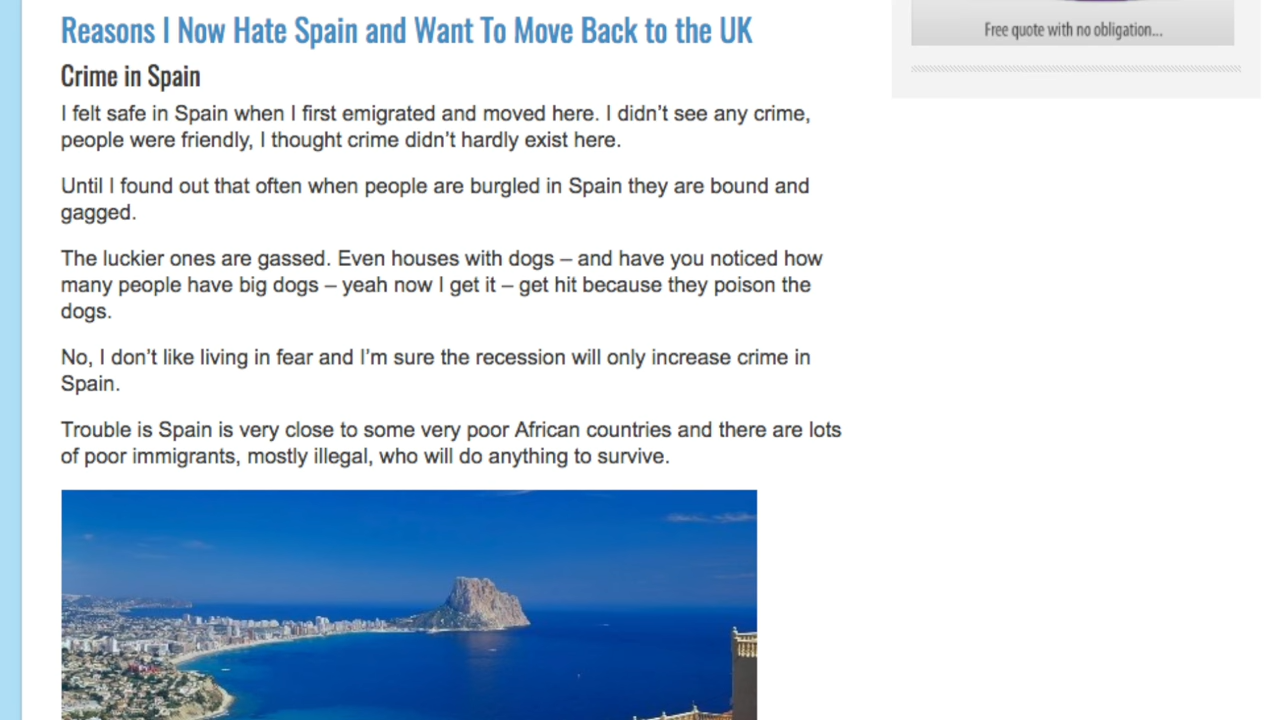 Reasons I Now Hate Spain and Want To Move Back to the UK
Free quote with no obligation...
Crime in Spain
I felt safe in Spain when I first emigrated and moved here. I didn't see any crime,
people were friendly, I thought crime didn't hardly exist here.
Until I found out that often when people are burgled in Spain they are bound and
gagged.
The luckier ones are gassed. Even houses with dogs – and have you noticed how
many people have big dogs – yeah now I get it – get hit because they poison the
dogs.
No, I don't like living in fear and I'm sure the recession will only increase crime in
Spain.
Trouble is Spain is very close to some very poor African countries and there are lots
of poor immigrants, mostly illegal, who will do anything to survive.